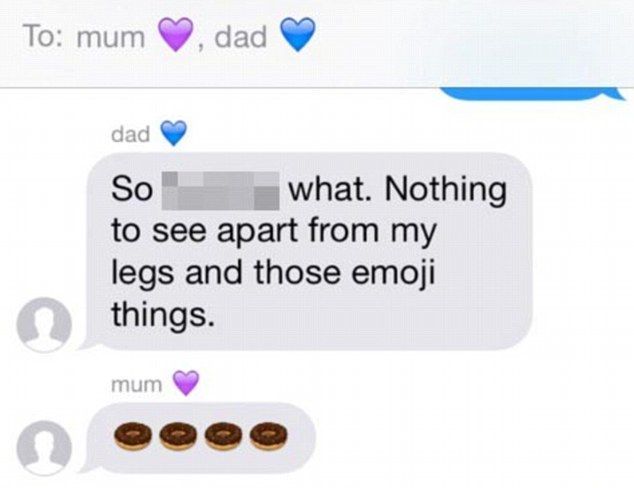 To: mum 💜, dad 💙
dad 💙
So what. Nothing
to see apart from my
legs and those emoji
things.
mum 💜
🍩🍩🍩🍩